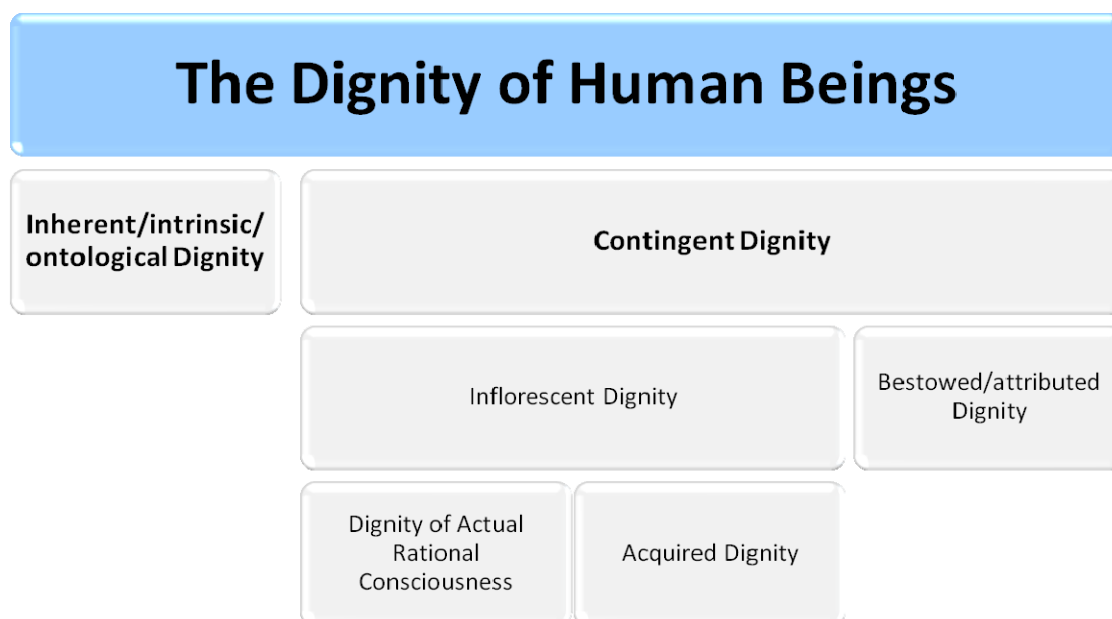 The Dignity of Human Beings
Inherent/intrinsic/
ontological Dignity
Contingent Dignity
Inflorescent Dignity
Bestowed/attributed
Dignity
Dignity of Actual
Rational
Consciousness
Acquired Dignity